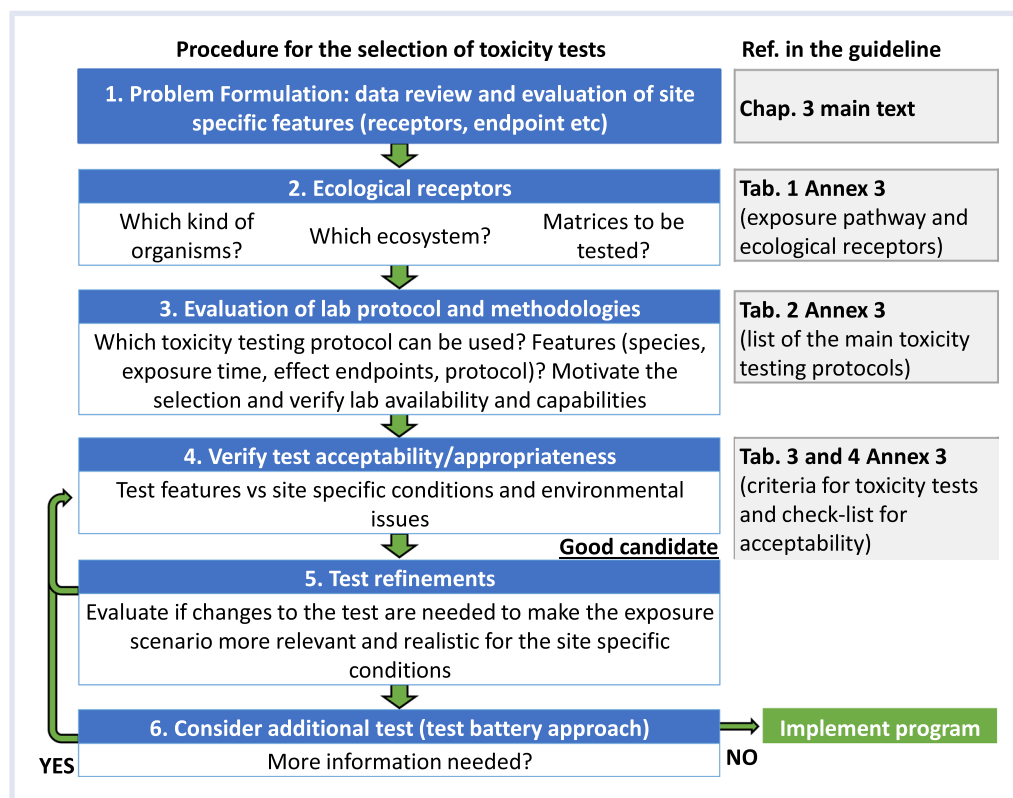 Procedure for the selection of toxicity tests
Ref. in the guideline
1. Problem Formulation: data review and evaluation of site
specific features (receptors, endpoint etc)
Chap. 3 main text
2. Ecological receptors
Which kind of
organisms?
Which ecosystem?
Matrices to be
tested?
Tab. 1 Annex 3
(exposure pathway and
ecological receptors)
3. Evaluation of lab protocol and methodologies
Which toxicity testing protocol can be used? Features (species,
exposure time, effect endpoints, protocol)? Motivate the
selection and verify lab availability and capabilities
Tab. 2 Annex 3
(list of the main toxicity
testing protocols)
4. Verify test acceptability/appropriateness
Test features vs site specific conditions and environmental
issues
Tab. 3 and 4 Annex 3
(criteria for toxicity tests
and check-list for
acceptability)
Good candidate
5. Test refinements
Evaluate if changes to the test are needed to make the exposure
scenario more relevant and realistic for the site specific
conditions
6. Consider additional test (test battery approach)
More information needed?
YES
NO
Implement program